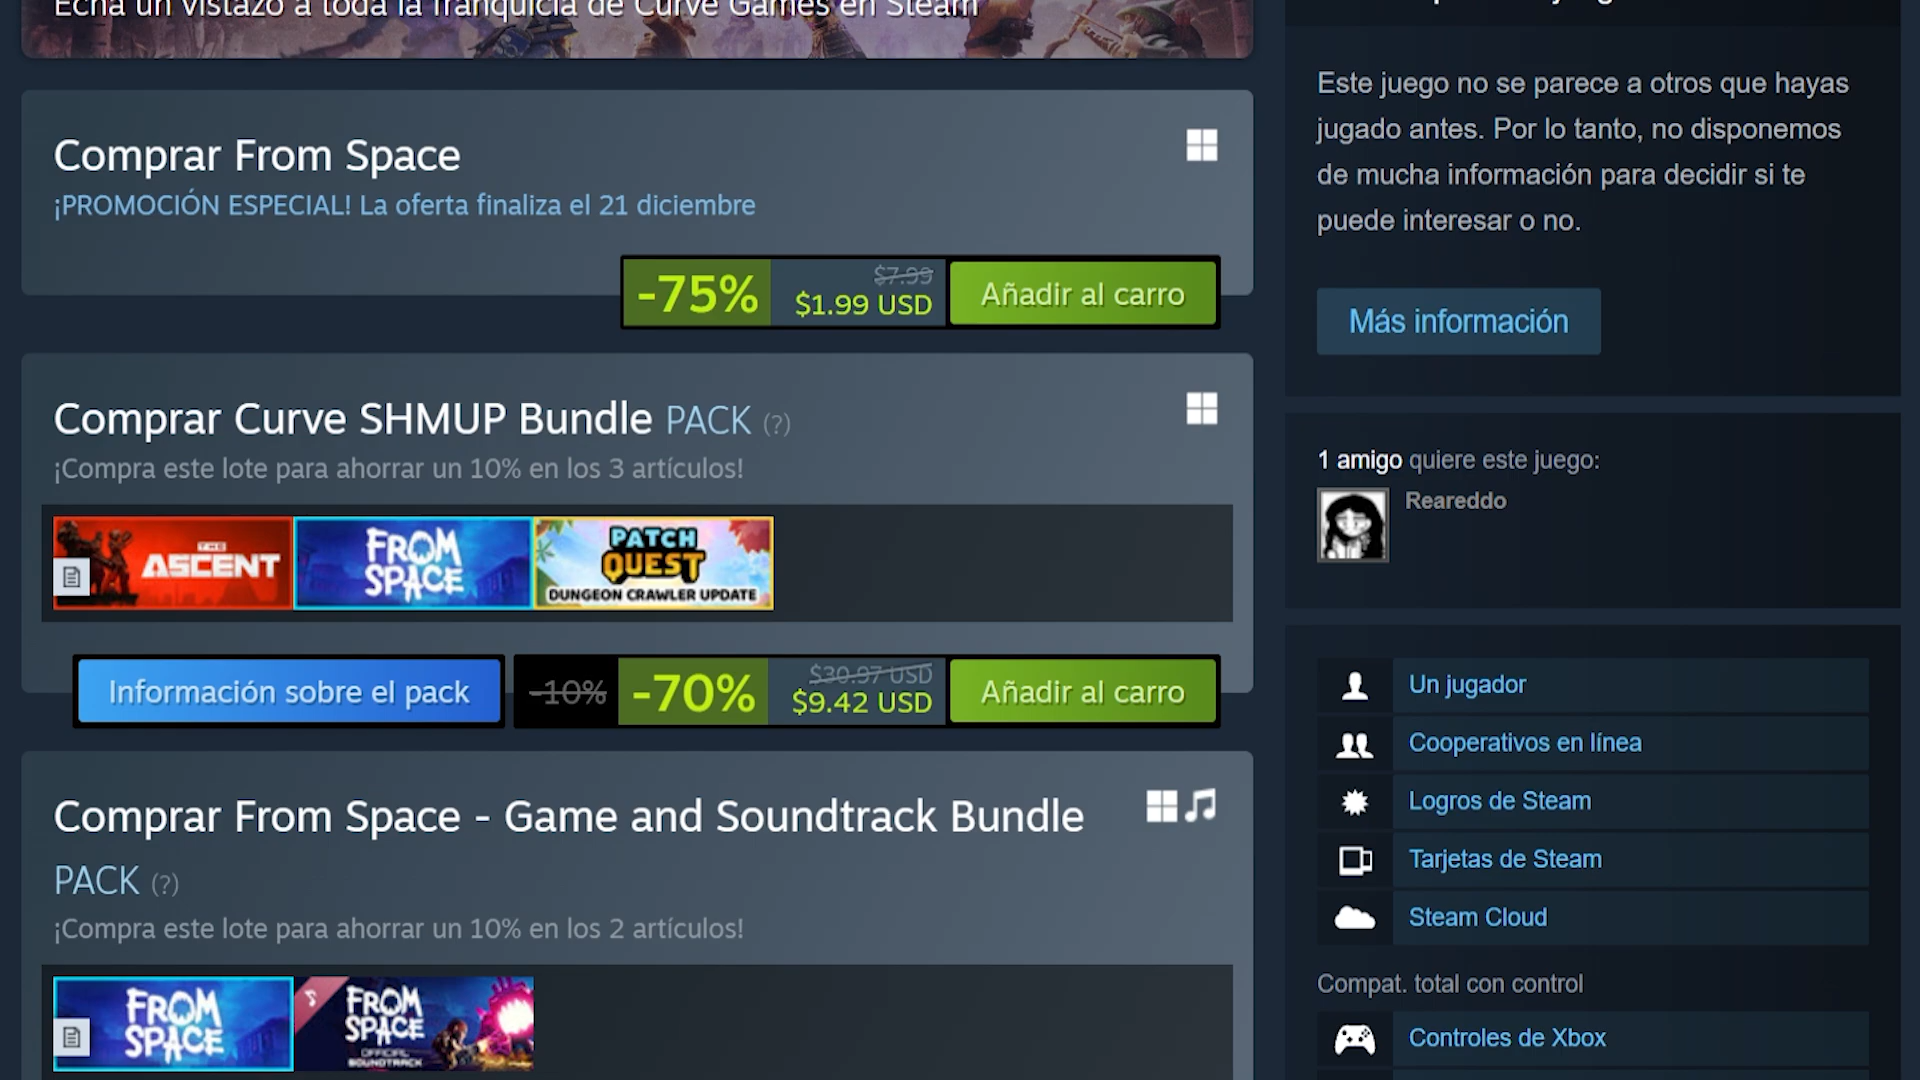 Echa un vistazo a toda la franquicia de Curve Games en Steam
Comprar From Space
¡PROMOCIÓN ESPECIAL! La oferta finaliza el 21 diciembre
-75%
$7.99
$1.99 USD
Añadir al carro
Comprar Curve SHMUP Bundle PACK (?)
¡Compra este lote para ahorrar un 10% en los 3 artículos!
THE
ASCENT
FROM
SPACE
PATCH
QUEST
DUNGEON CRAWLER UPDATE
Información sobre el pack
-10%
-70%
$30.97 USD
$9.42 USD
Añadir al carro
Comprar From Space - Game and Soundtrack Bundle
PACK (?)
¡Compra este lote para ahorrar un 10% en los 2 artículos!
FROM
SPACE
FROM
SPACE
OFFICIAL
SOUNDTRACK
Este juego no se parece a otros que hayas
jugado antes. Por lo tanto, no disponemos
de mucha información para decidir si te
puede interesar o no.
Más información
1 amigo quiere este juego:
Reareddo
Un jugador
Cooperativos en línea
Logros de Steam
Tarjetas de Steam
Steam Cloud
Compat. total con control
Controles de Xbox